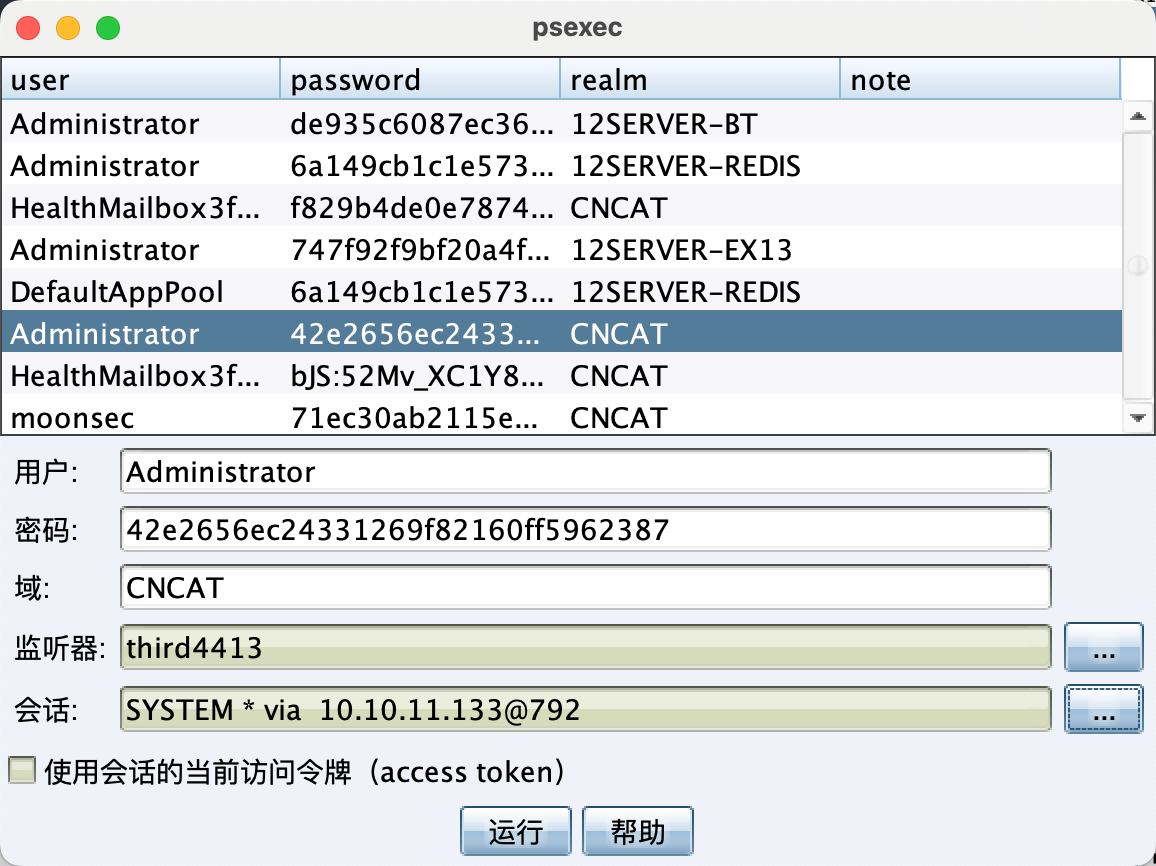 psexec
user password realm note
Administrator de935c6087ec36... 12SERVER-BT
Administrator 6a149cb1c1e573... 12SERVER-REDIS
HealthMailbox3f... f829b4de0e7874... CNCAT
Administrator 747f92f9bf20a4f... 12SERVER-EX13
DefaultAppPool 6a149cb1c1e573... 12SERVER-REDIS
Administrator 42e2656ec2433... CNCAT
HealthMailbox3f... bJS:52Mv_XC1Y8... CNCAT
moonsec 71ec30ab2115e... CNCAT
用户: Administrator
密码: 42e2656ec24331269f82160ff5962387
域: CNCAT
监听器: third4413 ...
会话: SYSTEM * via 10.10.11.133@792 ...
使用会话的当前访问令牌（access token）
运行 帮助